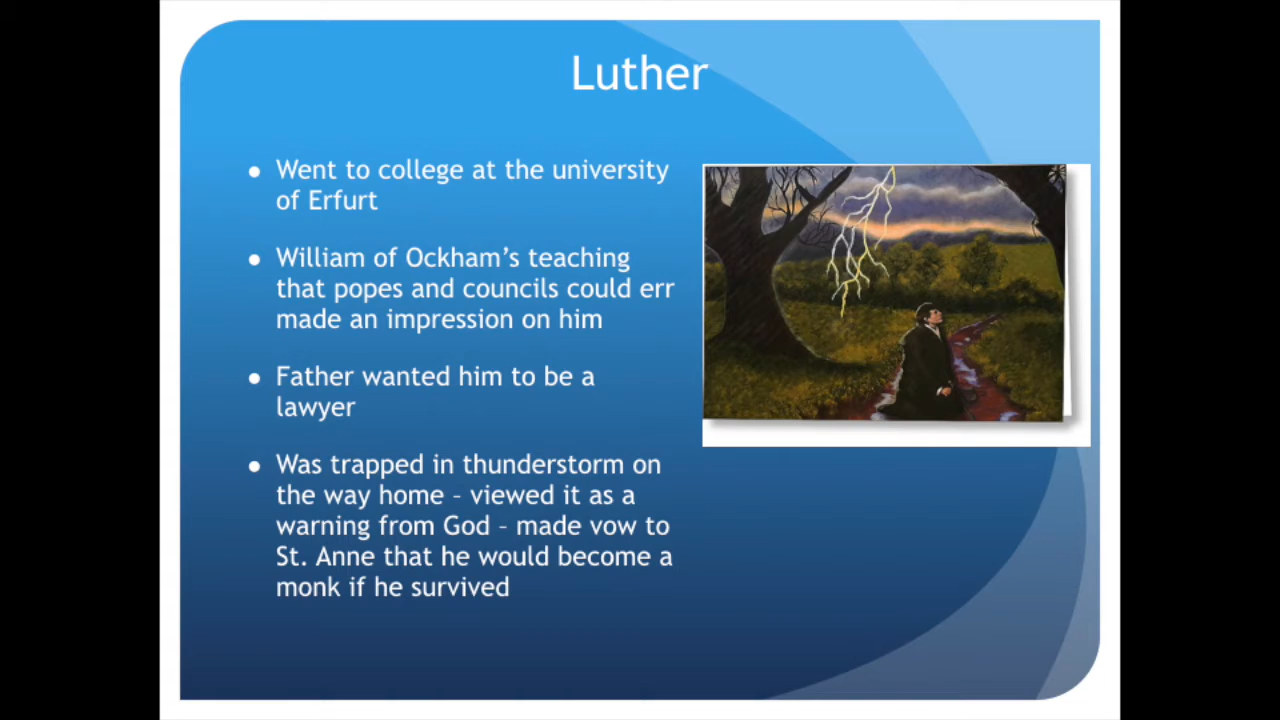 Luther
• Went to college at the university
of Erfurt
• William of Ockham’s teaching
that popes and councils could err
made an impression on him
• Father wanted him to be a
lawyer
• Was trapped in thunderstorm on
the way home – viewed it as a
warning from God – made vow to
St. Anne that he would become a
monk if he survived